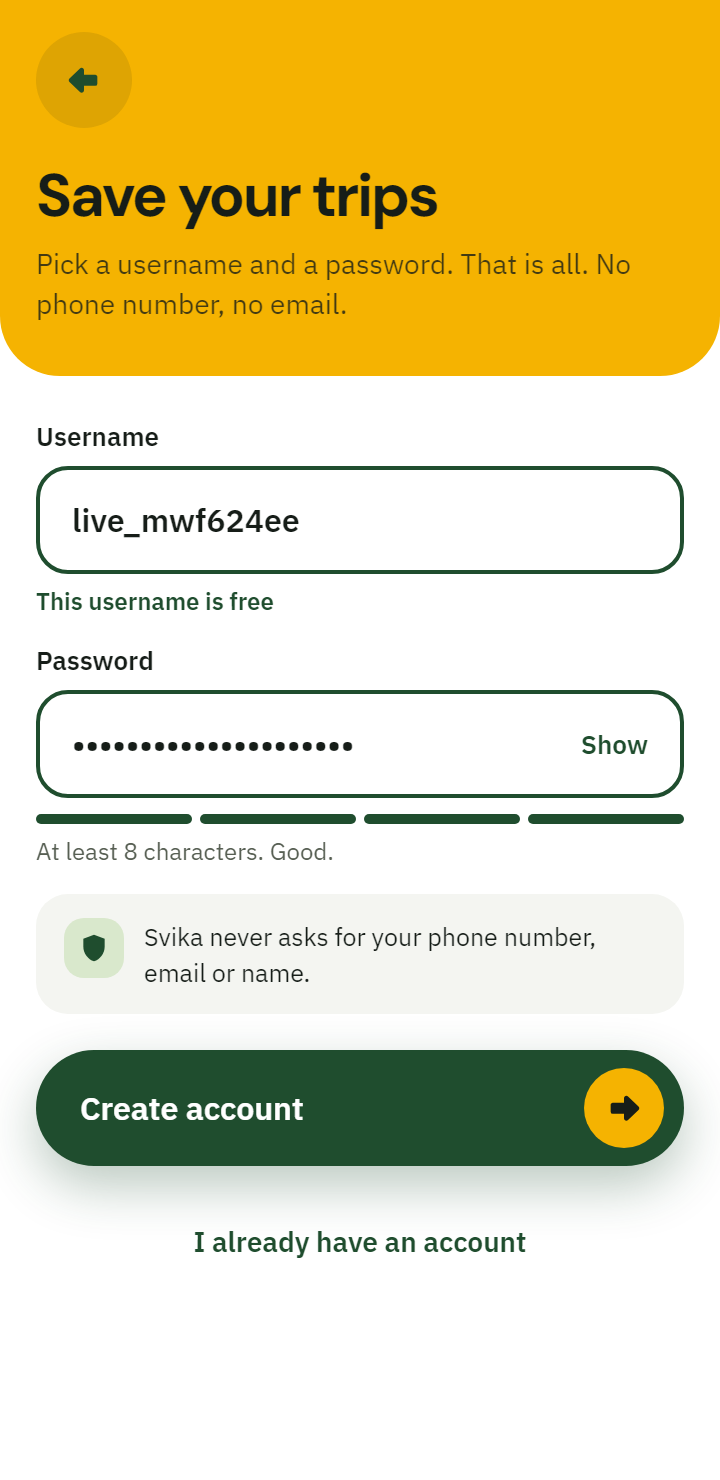 Save your trips
Pick a username and a password. That is all. No
phone number, no email.
Username
live_mwf624ee
This username is free
Password
•••••••••••••••••••••
Show
At least 8 characters. Good.
Svika never asks for your phone number,
email or name.
Create account
I already have an account